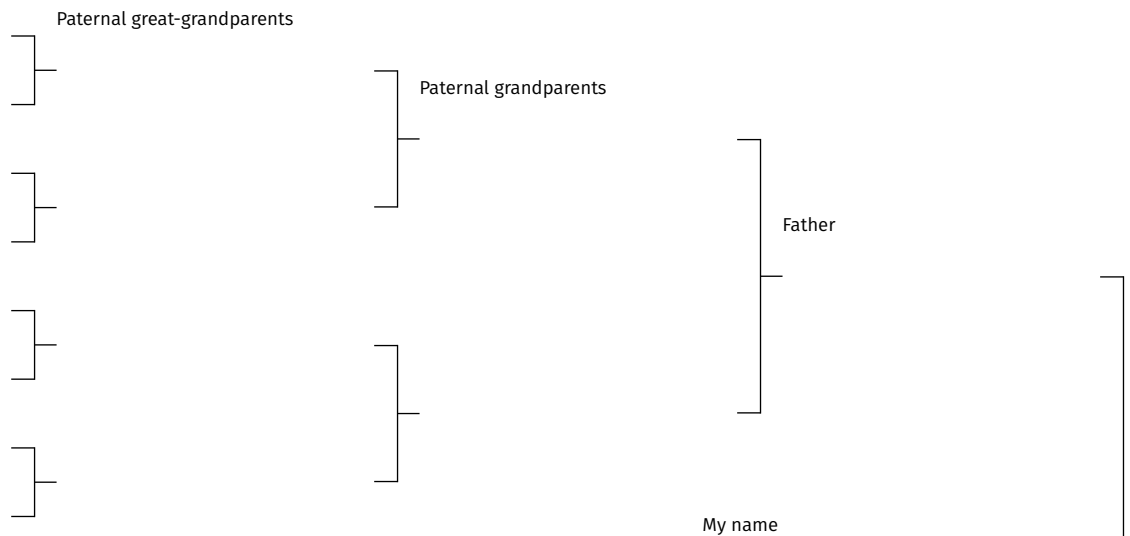 Paternal great-grandparents
Paternal grandparents
Father
My name